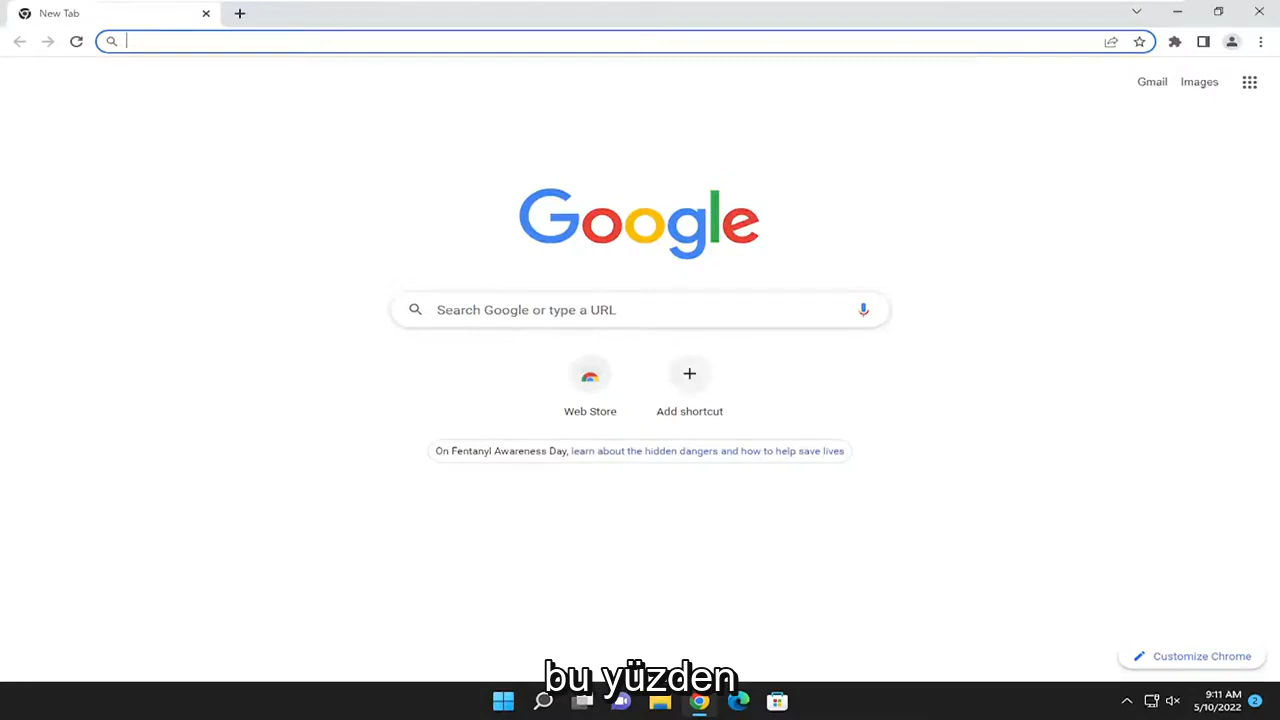 New Tab
Gmail Images
Google
Search Google or type a URL
Web Store Add shortcut
On Fentanyl Awareness Day, learn about the hidden dangers and how to help save lives
Customize Chrome
bu yüzden
9:11 AM
5/10/2022
2